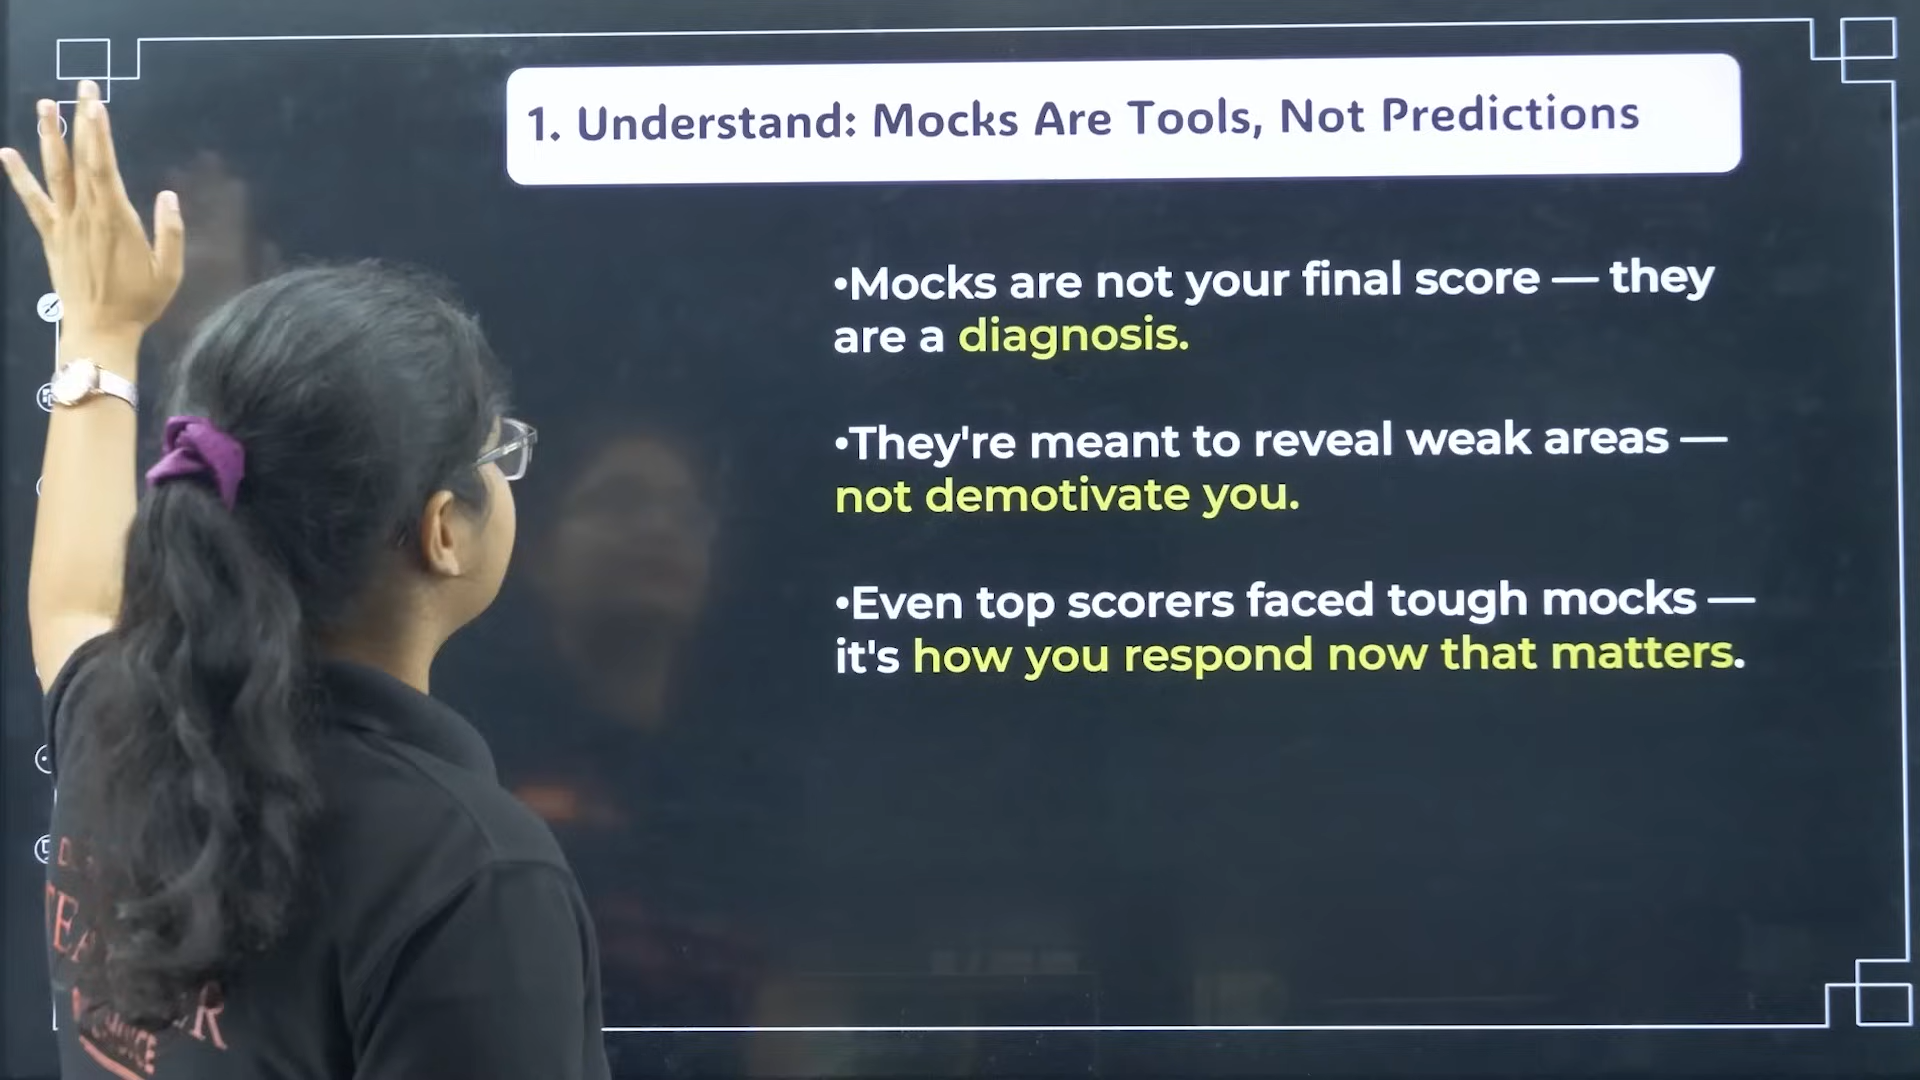 1. Understand: Mocks Are Tools, Not Predictions
•Mocks are not your final score — they
are a diagnosis.
•They're meant to reveal weak areas —
not demotivate you.
•Even top scorers faced tough mocks —
it's how you respond now that matters.